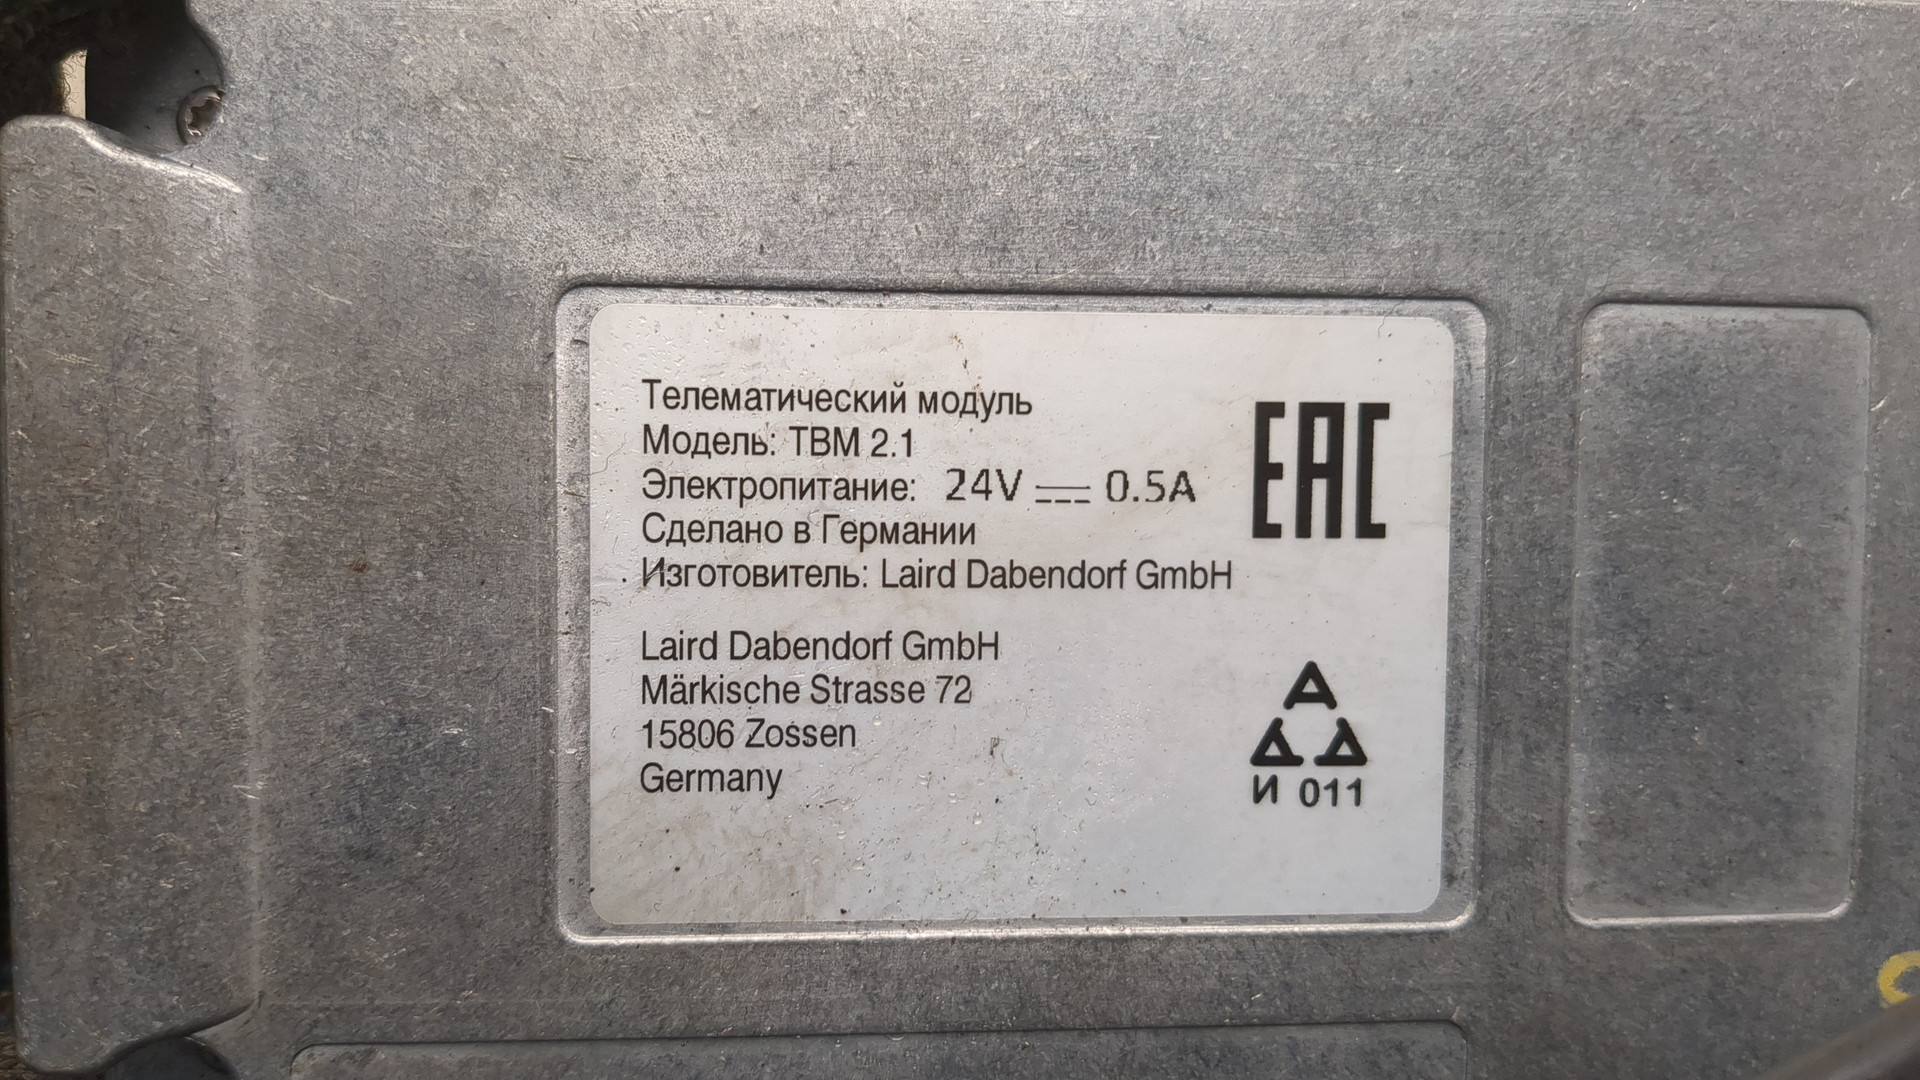 Телематический модуль
Модель: TBM 2.1
Электропитание: 24V ⎓ 0.5A
Сделано в Германии
Изготовитель: Laird Dabendorf GmbH
EAC
Laird Dabendorf GmbH
Märkische Strasse 72
15806 Zossen
Germany
И 011